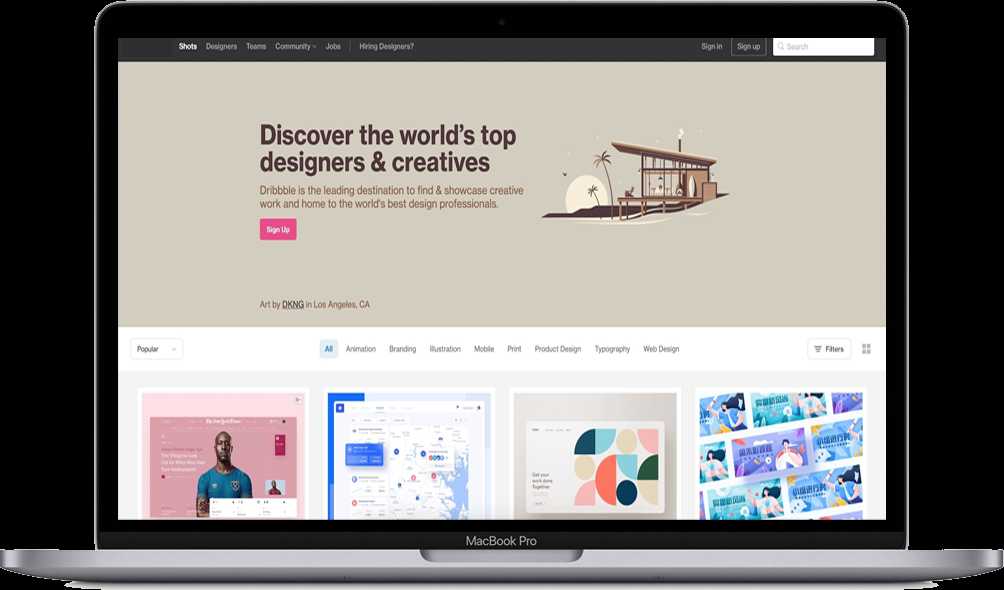 Shots Designers Teams Community Jobs Hiring Designers? Sign in Sign up Search
Discover the world's top
designers & creatives
Dribbble is the leading destination to find & showcase creative
work and home to the world's best design professionals.
Sign Up
Art by DKNG in Los Angeles, CA
Popular All Animation Branding Illustration Mobile Print Product Design Typography Web Design Filters
Get your
work done
Together
MacBook Pro